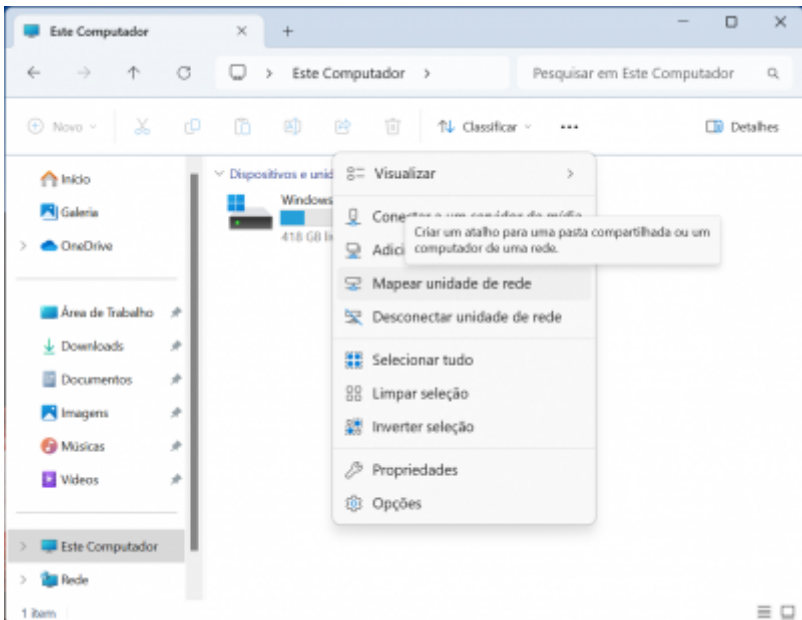 Este Computador
Este Computador
Pesquisar em Este Computador
Novo
Classificar
Detalhes
Início
Galeria
OneDrive
Área de Trabalho
Downloads
Documentos
Imagens
Músicas
Vídeos
Este Computador
Rede
Dispositivos e unid
Windows
418 GB li
Visualizar
Conectar a um servidor de mídia
Adici
Criar um atalho para uma pasta compartilhada ou um
computador de uma rede.
Mapear unidade de rede
Desconectar unidade de rede
Selecionar tudo
Limpar seleção
Inverter seleção
Propriedades
Opções
1 item